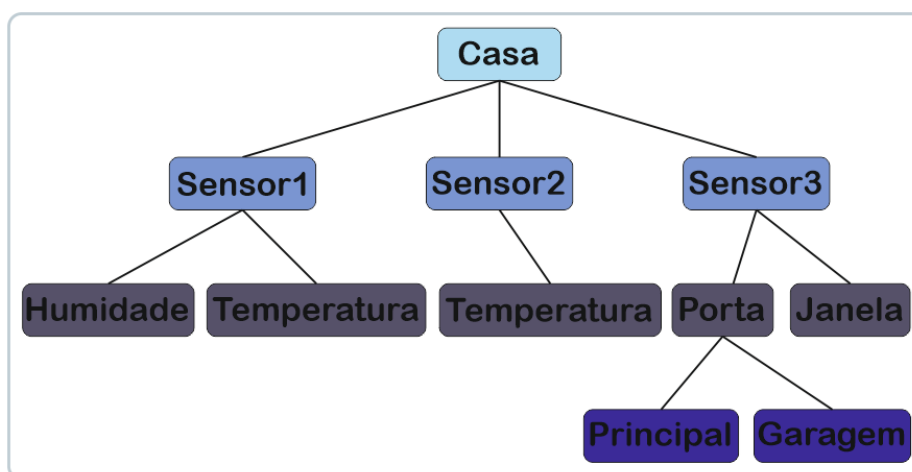 Casa
Sensor1 Sensor2 Sensor3
Humidade Temperatura Temperatura Porta Janela
Principal Garagem